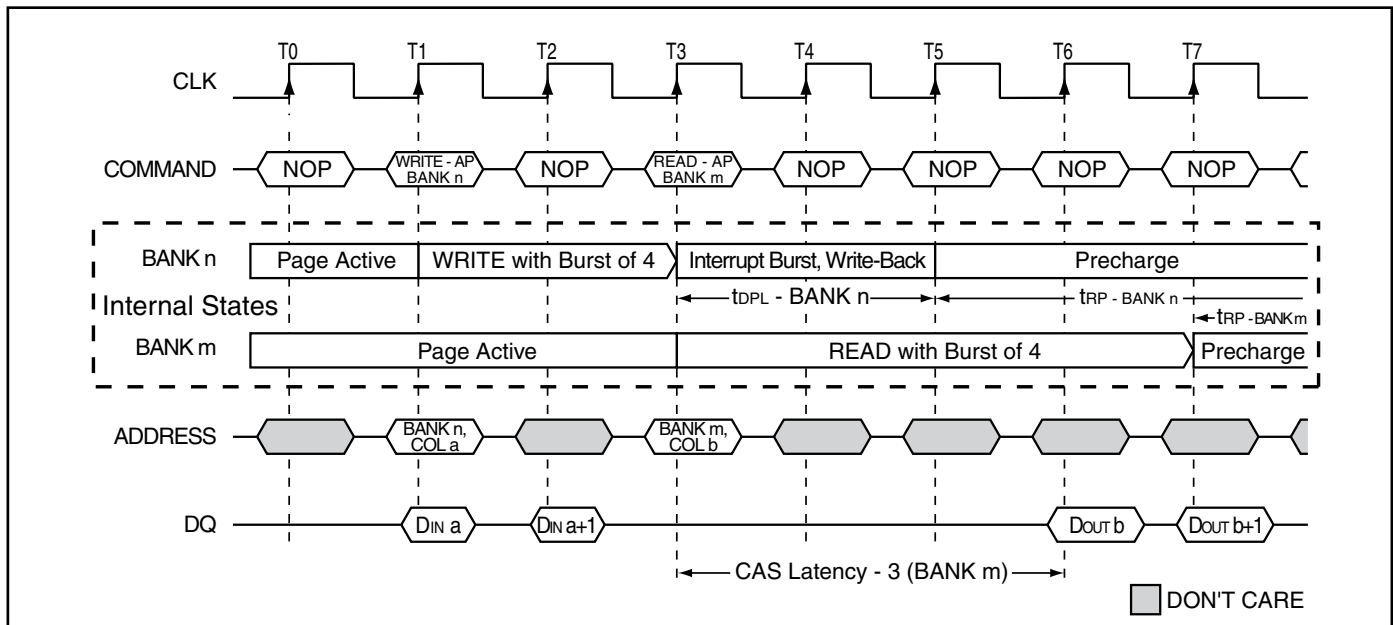 T0 T1 T2 T3 T4 T5 T6 T7
CLK
COMMAND NOP WRITE - AP BANK n NOP READ - AP BANK m NOP NOP NOP NOP
BANK n Page Active WRITE with Burst of 4 Interrupt Burst, Write-Back Precharge
tDPL - BANK n tRP - BANK n
Internal States
tRP - BANK m
BANK m Page Active READ with Burst of 4 Precharge
ADDRESS BANK n, COL a BANK m, COL b
DQ DIN a DIN a+1 DOUT b DOUT b+1
CAS Latency - 3 (BANK m)
DON'T CARE